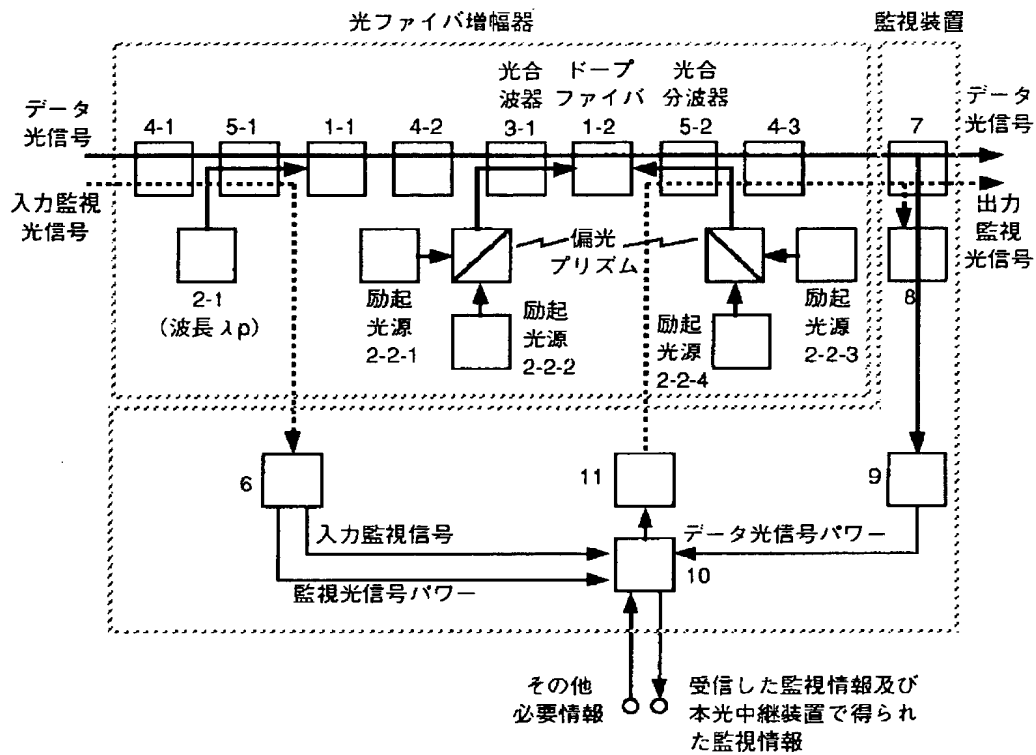 光ファイバ増幅器
監視装置
光合
波器
ドープ
ファイバ
光合
分波器
データ
光信号
データ
光信号
4-1
5-1
1-1
4-2
3-1
1-2
5-2
4-3
7
入力監視
光信号
出力
監視
光信号
偏光
プリズム
2-1
(波長 λp)
励起
光源
2-2-1
励起
光源
2-2-2
励起
光源
2-2-4
励起
光源
2-2-3
8
6
11
9
入力監視信号
データ光信号パワー
監視光信号パワー
10
その他
必要情報
受信した監視情報及び
本光中継装置で得られ
た監視情報